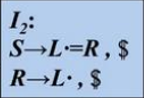 I₂:
S→L·=R , $
R→L· , $